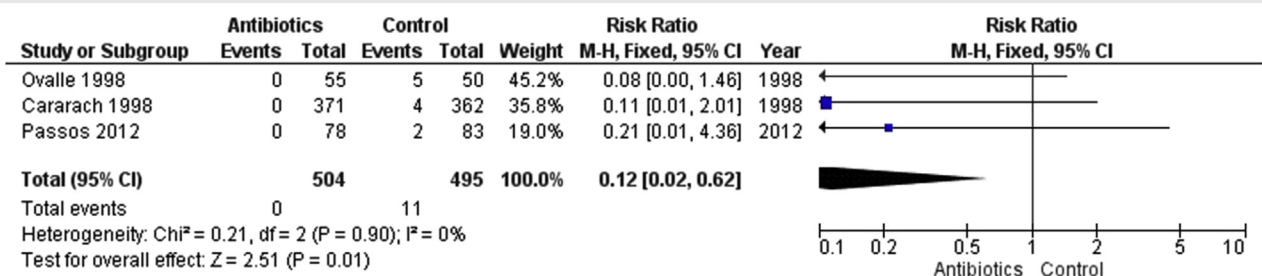 Antibiotics Control Risk Ratio Risk Ratio
Study or Subgroup Events Total Events Total Weight M-H, Fixed, 95% CI Year M-H, Fixed, 95% CI
Ovalle 1998 0 55 5 50 45.2% 0.08 [0.00, 1.46] 1998
Cararach 1998 0 371 4 362 35.8% 0.11 [0.01, 2.01] 1998
Passos 2012 0 78 2 83 19.0% 0.21 [0.01, 4.36] 2012
Total (95% CI) 504 495 100.0% 0.12 [0.02, 0.62]
Total events 0 11
Heterogeneity: Chi² = 0.21, df = 2 (P = 0.90); I² = 0%
Test for overall effect: Z = 2.51 (P = 0.01)
0.1 0.2 0.5 1 2 5 10
Antibiotics Control